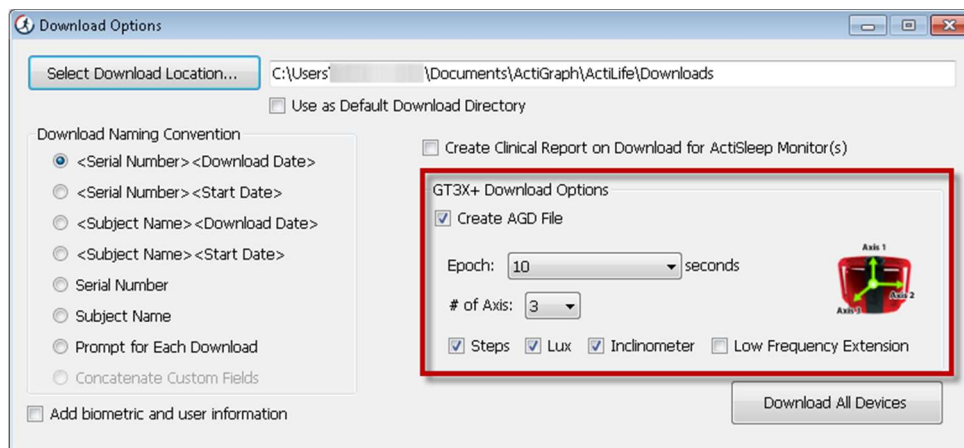 Download Options
Select Download Location...
C:\Users\ \Documents\ActiGraph\ActiLife\Downloads
Use as Default Download Directory
Download Naming Convention
<Serial Number><Download Date>
<Serial Number><Start Date>
<Subject Name><Download Date>
<Subject Name><Start Date>
Serial Number
Subject Name
Prompt for Each Download
Concatenate Custom Fields
Add biometric and user information
Create Clinical Report on Download for ActiSleep Monitor(s)
GT3X+ Download Options
Create AGD File
Epoch: 10 seconds
# of Axis: 3
Axis 1
Axis 2
Axis 3
Steps Lux Inclinometer Low Frequency Extension
Download All Devices